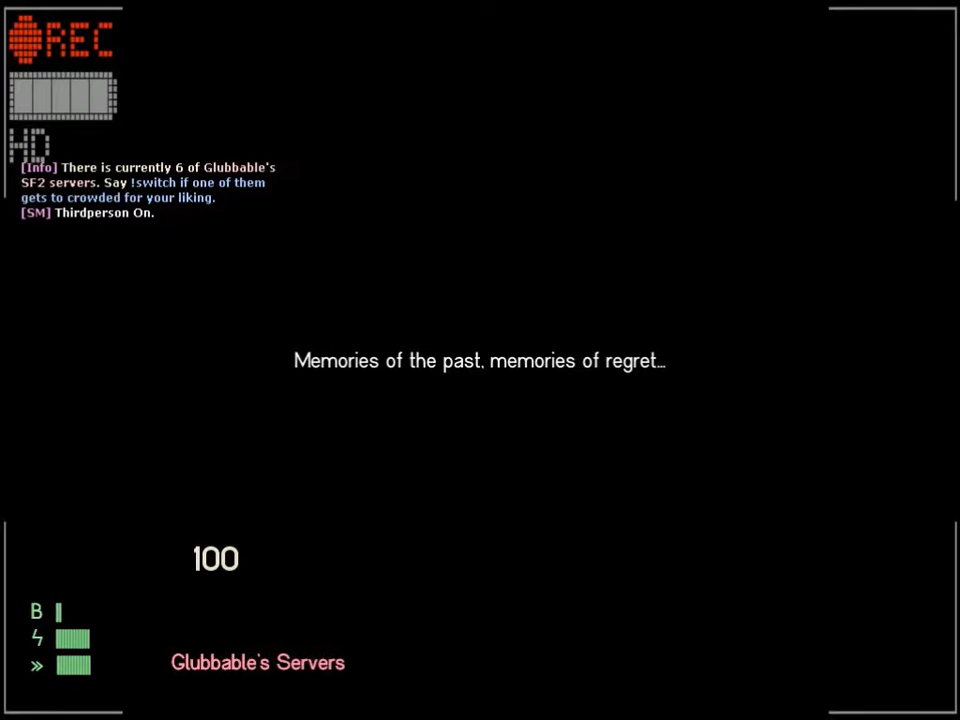 REC
HD
[Info] There is currently 6 of Glubbable's
SF2 servers. Say !switch if one of them
gets to crowded for your liking.
[SM] Thirdperson On.
Memories of the past, memories of regret...
100
B
ϟ
»
Glubbable's Servers